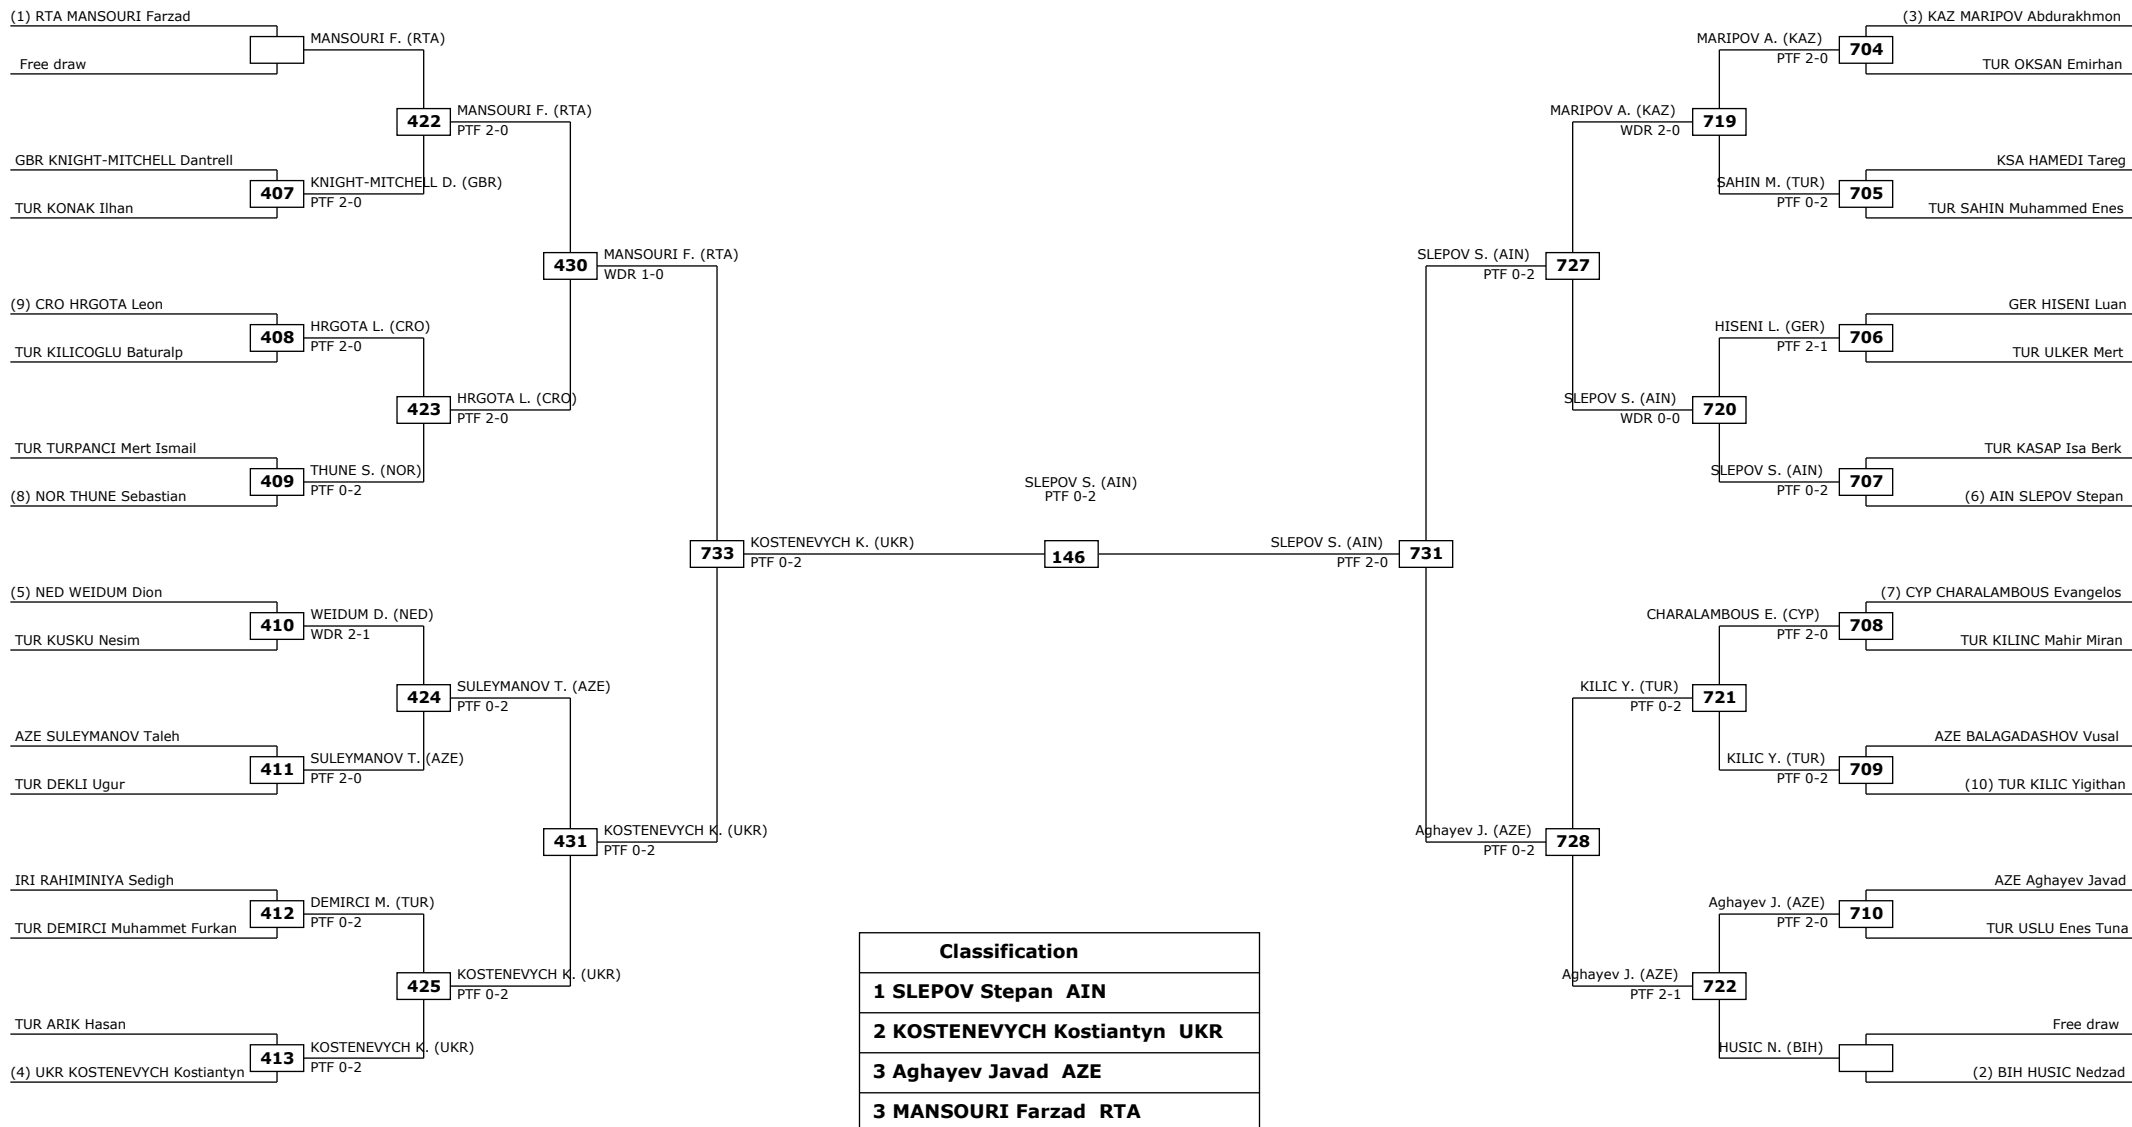 (1) RTA MANSOURI Farzad
MANSOURI F. (RTA)
Free draw
422
MANSOURI F. (RTA)
PTF 2-0
GBR KNIGHT-MITCHELL Dantrell
407
KNIGHT-MITCHELL D. (GBR)
PTF 2-0
TUR KONAK Ilhan
430
MANSOURI F. (RTA)
WDR 1-0
(9) CRO HRGOTA Leon
408
HRGOTA L. (CRO)
PTF 2-0
TUR KILICOGLU Baturalp
423
HRGOTA L. (CRO)
PTF 2-0
TUR TURPANCI Mert Ismail
409
THUNE S. (NOR)
PTF 0-2
(8) NOR THUNE Sebastian
733
KOSTENEVYCH K. (UKR)
PTF 0-2
(5) NED WEIDUM Dion
410
WEIDUM D. (NED)
WDR 2-1
TUR KUSKU Nesim
424
SULEYMANOV T. (AZE)
PTF 0-2
AZE SULEYMANOV Taleh
411
SULEYMANOV T. (AZE)
PTF 2-0
TUR DEKLI Ugur
431
KOSTENEVYCH K. (UKR)
PTF 0-2
IRI RAHIMINIYA Sedigh
412
DEMIRCI M. (TUR)
PTF 0-2
TUR DEMIRCI Muhammet Furkan
425
KOSTENEVYCH K. (UKR)
PTF 0-2
TUR ARIK Hasan
413
KOSTENEVYCH K. (UKR)
PTF 0-2
(4) UKR KOSTENEVYCH Kostiantyn
SLEPOV S. (AIN)
PTF 0-2
146
(3) KAZ MARIPOV Abdurakhmon
MARIPOV A. (KAZ)
PTF 2-0
704
TUR OKSAN Emirhan
MARIPOV A. (KAZ)
WDR 2-0
719
KSA HAMEDI Tareg
SAHIN M. (TUR)
PTF 0-2
705
TUR SAHIN Muhammed Enes
SLEPOV S. (AIN)
PTF 0-2
727
GER HISENI Luan
HISENI L. (GER)
PTF 2-1
706
TUR ULKER Mert
SLEPOV S. (AIN)
WDR 0-0
720
TUR KASAP Isa Berk
SLEPOV S. (AIN)
PTF 0-2
707
(6) AIN SLEPOV Stepan
SLEPOV S. (AIN)
PTF 2-0
731
(7) CYP CHARALAMBOUS Evangelos
CHARALAMBOUS E. (CYP)
PTF 2-0
708
TUR KILINC Mahir Miran
KILIC Y. (TUR)
PTF 0-2
721
AZE BALAGADASHOV Vusal
KILIC Y. (TUR)
PTF 0-2
709
(10) TUR KILIC Yigithan
Aghayev J. (AZE)
PTF 0-2
728
AZE Aghayev Javad
Aghayev J. (AZE)
PTF 2-0
710
TUR USLU Enes Tuna
Aghayev J. (AZE)
PTF 2-1
722
Free draw
HUSIC N. (BIH)
(2) BIH HUSIC Nedzad
Classification
1 SLEPOV Stepan AIN
2 KOSTENEVYCH Kostiantyn UKR
3 Aghayev Javad AZE
3 MANSOURI Farzad RTA